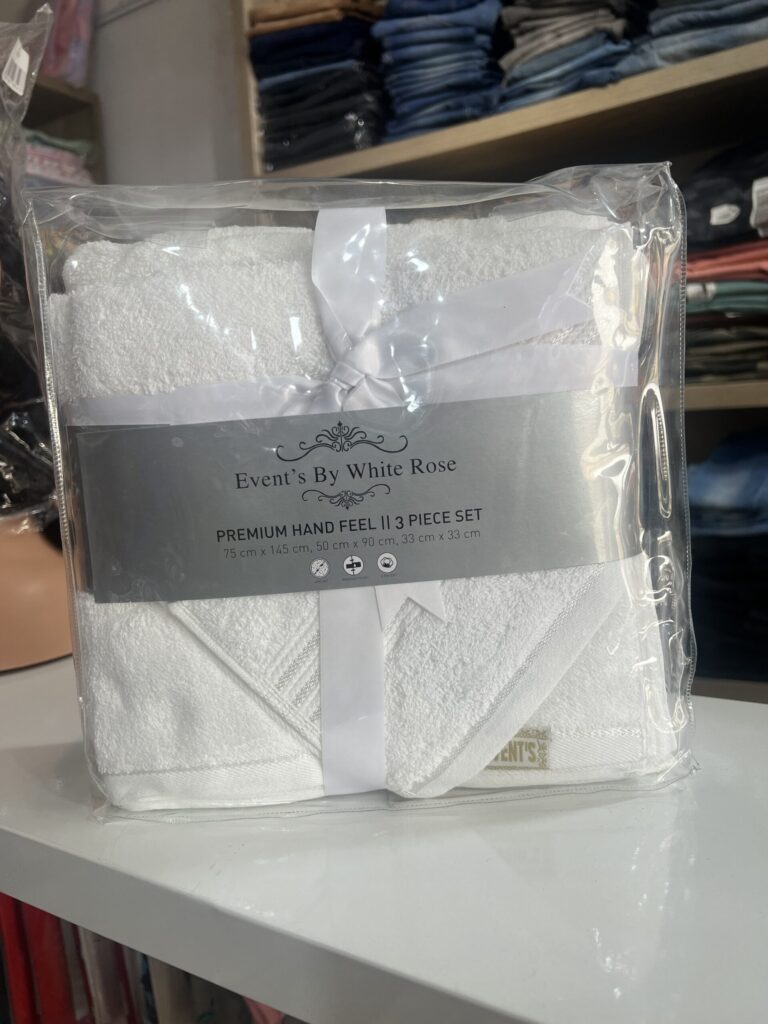 Event's By White Rose
PREMIUM HAND FEEL || 3 PIECE SET
75 cm x 145 cm, 50 cm x 90 cm, 33 cm x 33 cm
VENT'S